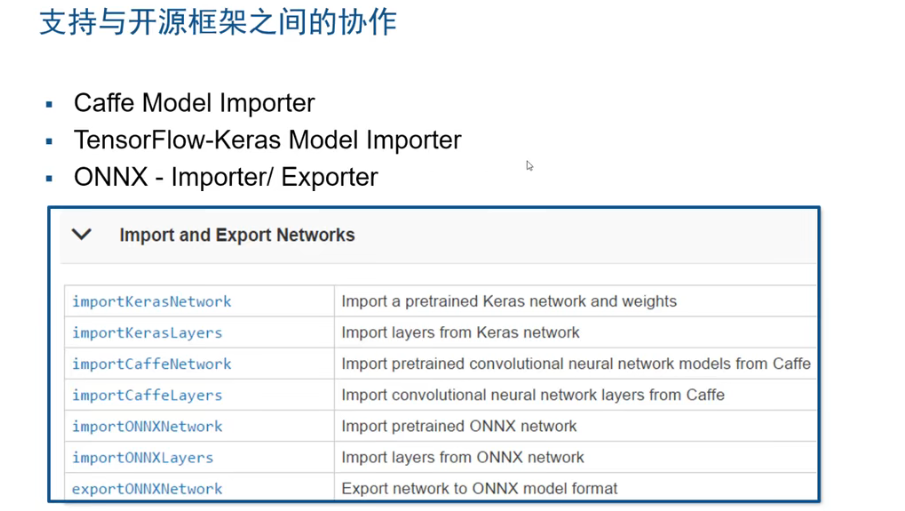 支持与开源框架之间的协作
▪ Caffe Model Importer
▪ TensorFlow-Keras Model Importer
▪ ONNX - Importer/ Exporter
Import and Export Networks
importKerasNetwork Import a pretrained Keras network and weights
importKerasLayers Import layers from Keras network
importCaffeNetwork Import pretrained convolutional neural network models from Caffe
importCaffeLayers Import convolutional neural network layers from Caffe
importONNXNetwork Import pretrained ONNX network
importONNXLayers Import layers from ONNX network
exportONNXNetwork Export network to ONNX model format